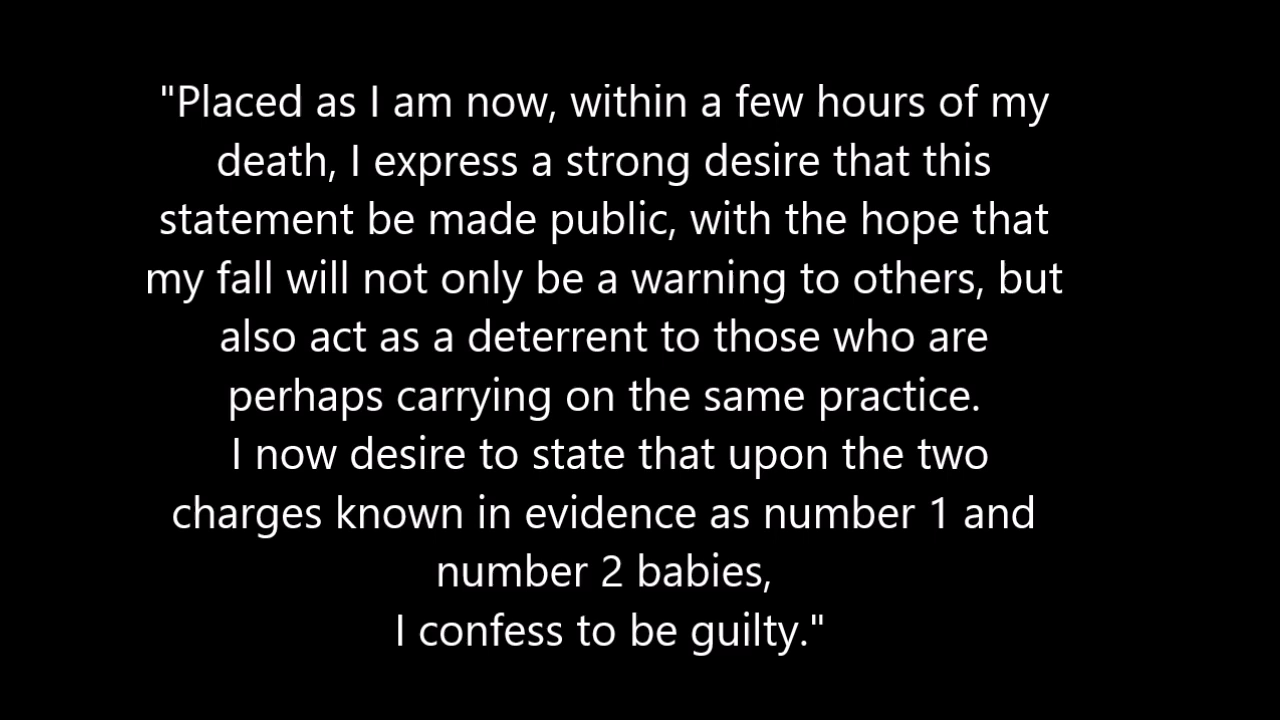 "Placed as I am now, within a few hours of my
death, I express a strong desire that this
statement be made public, with the hope that
my fall will not only be a warning to others, but
also act as a deterrent to those who are
perhaps carrying on the same practice.
I now desire to state that upon the two
charges known in evidence as number 1 and
number 2 babies,
I confess to be guilty."